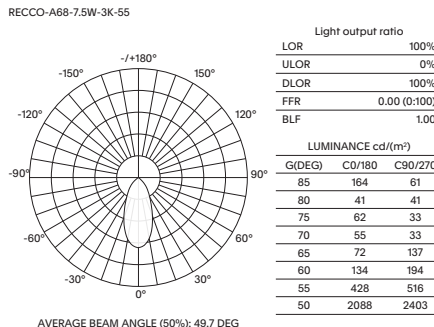 RECCO-A68-7.5W-3K-55
-/+180°
-150° 150°
-120° 120°
-90° 90°
-60° 60°
-30° 30°
0°
AVERAGE BEAM ANGLE (50%): 49.7 DEG
Light output ratio
LOR 100%
ULOR 0%
DLOR 100%
FFR 0.00 (0:100)
BLF 1.00
LUMINANCE cd/(m²)
G(DEG) C0/180 C90/270
85 164 61
80 41 41
75 62 33
70 55 33
65 72 137
60 134 194
55 428 516
50 2088 2403